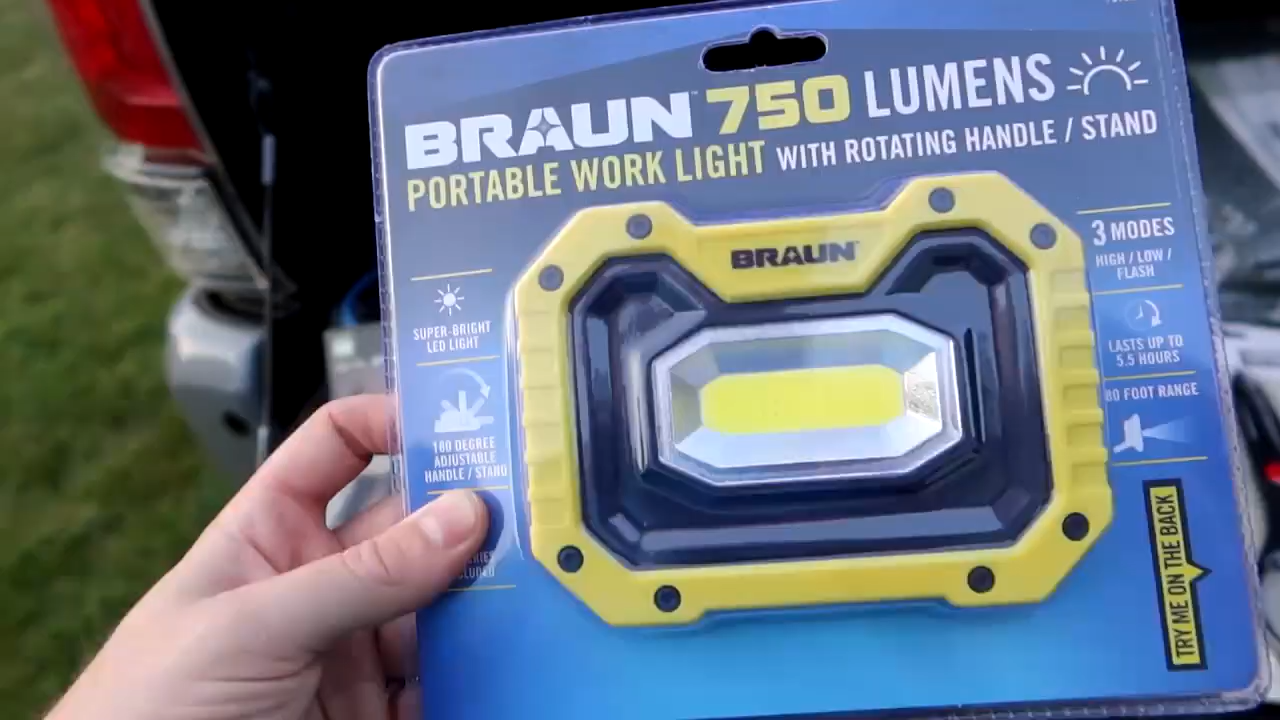 BRAUN™ 750 LUMENS
PORTABLE WORK LIGHT WITH ROTATING HANDLE / STAND
BRAUN
SUPER-BRIGHT
LED LIGHT
180 DEGREE
ADJUSTABLE
HANDLE / STAND
3 MODES
HIGH / LOW /
FLASH
LASTS UP TO
5.5 HOURS
80 FOOT RANGE
TRY ME ON THE BACK